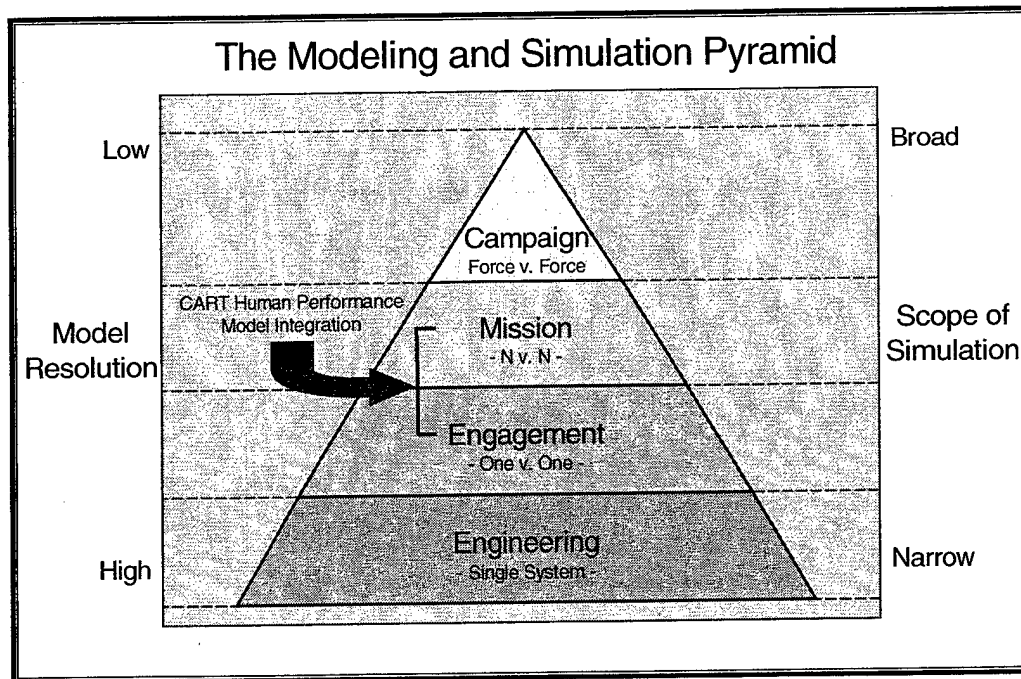 The Modeling and Simulation Pyramid
Low
Broad
Campaign
Force v. Force
CART Human Performance
Model Integration
Model
Resolution
Mission
- N v. N -
Scope of
Simulation
Engagement
- One v. One -
Engineering
- Single System -
High
Narrow